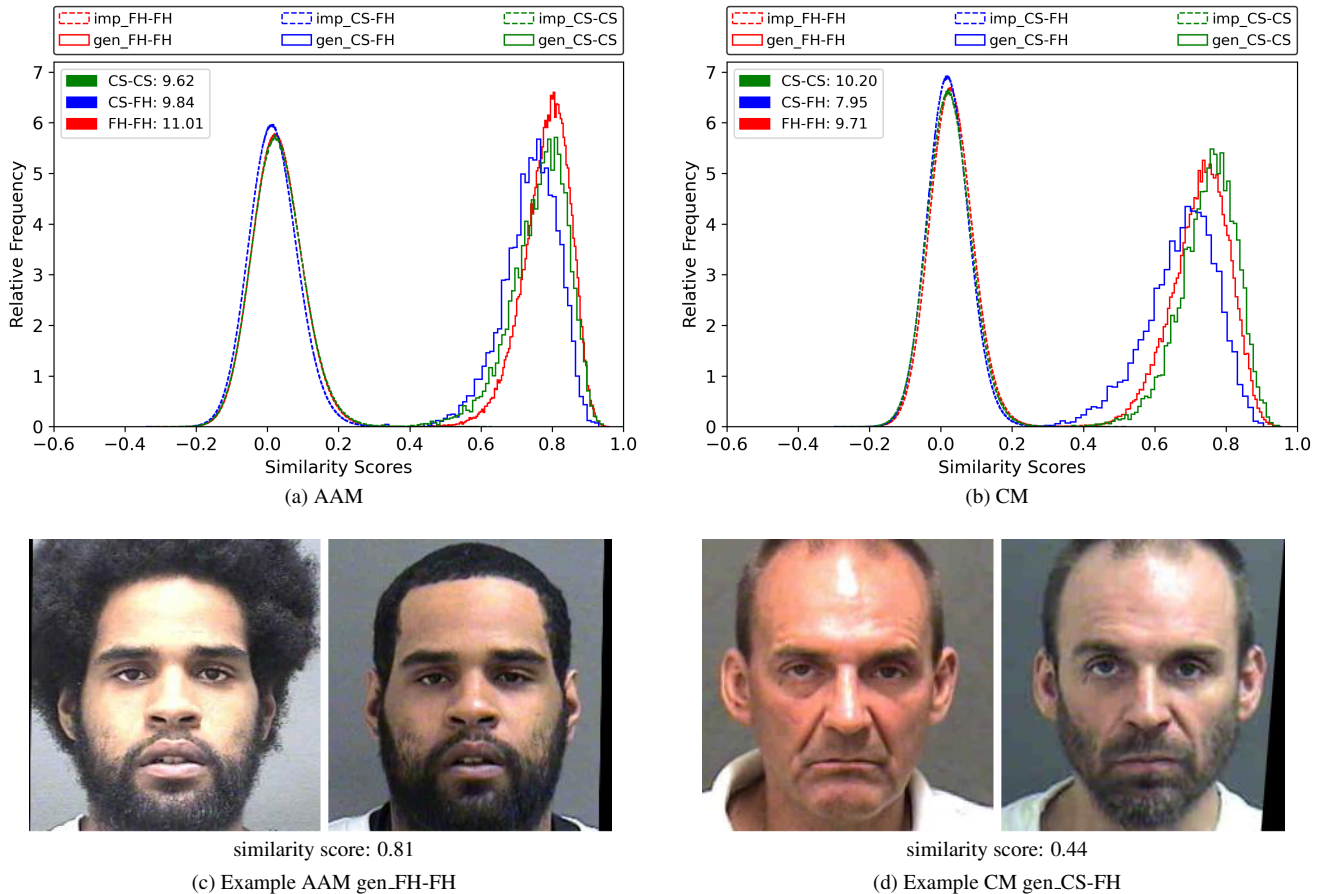 imp_FH-FH imp_CS-FH imp_CS-CS
gen_FH-FH gen_CS-FH gen_CS-CS
CS-CS: 9.62
CS-FH: 9.84
FH-FH: 11.01
7
6
5
4
3
2
1
0
Relative Frequency
−0.6 −0.4 −0.2 0.0 0.2 0.4 0.6 0.8 1.0
Similarity Scores
(a) AAM
imp_FH-FH imp_CS-FH imp_CS-CS
gen_FH-FH gen_CS-FH gen_CS-CS
CS-CS: 10.20
CS-FH: 7.95
FH-FH: 9.71
7
6
5
4
3
2
1
0
Relative Frequency
−0.6 −0.4 −0.2 0.0 0.2 0.4 0.6 0.8 1.0
Similarity Scores
(b) CM
similarity score: 0.81
(c) Example AAM gen_FH-FH
similarity score: 0.44
(d) Example CM gen_CS-FH